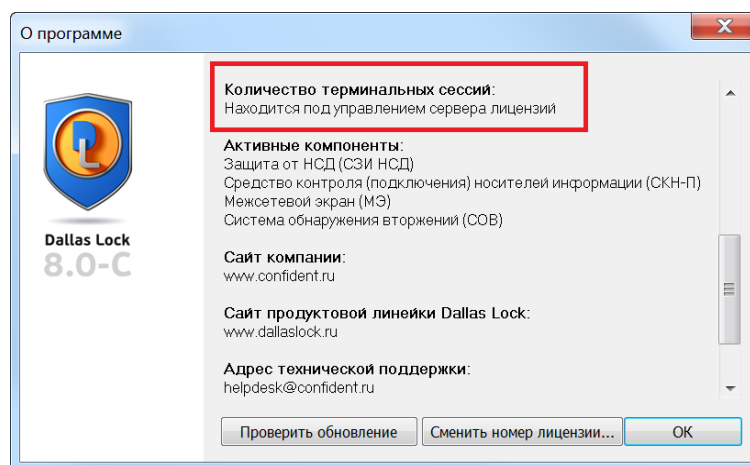 О программе
Dallas Lock
8.0-C
Количество терминальных сессий:
Находится под управлением сервера лицензий
Активные компоненты:
Защита от НСД (СЗИ НСД)
Средство контроля (подключения) носителей информации (СКН-П)
Межсетевой экран (МЭ)
Система обнаружения вторжений (СОВ)
Сайт компании:
www.confident.ru
Сайт продуктовой линейки Dallas Lock:
www.dallaslock.ru
Адрес технической поддержки:
helpdesk@confident.ru
Проверить обновление
Сменить номер лицензии...
ОК